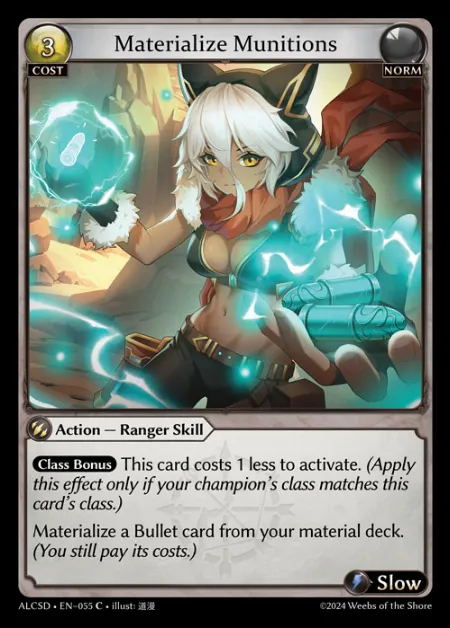 3
Materialize Munitions
COST
NORM
Action — Ranger Skill
Class Bonus This card costs 1 less to activate. (Apply
this effect only if your champion's class matches this
card's class.)
Materialize a Bullet card from your material deck.
(You still pay its costs.)
Slow
ALCSD • EN-055 C • illust: 道漫
©2024 Weebs of the Shore